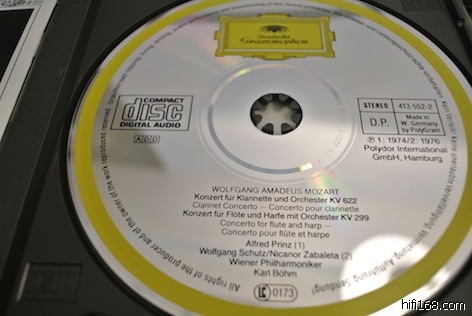 Deutsche
Grammophon
COMPACT
disc
DIGITAL AUDIO
ADD
STEREO 413 552-2
D.P. Made in
W. Germany
by PolyGram
Ⓟ 1: 1974/2: 1976
Polydor International
GmbH, Hamburg
WOLFGANG AMADEUS MOZART
Konzert für Klarinette und Orchester KV 622
Clarinet Concerto – Concerto pour clarinette
Konzert für Flöte und Harfe mit Orchester KV 299
Concerto for flute and harp –
Concerto pour flûte et harpe
Alfred Prinz (1)
Wolfgang Schulz/Nicanor Zabaleta (2)
Wiener Philharmoniker
Karl Böhm
LC 0173
All rights of the producer and of the owner of the work reproduced reserved
Vermietung Aufführung Sendung!
hifi168.com